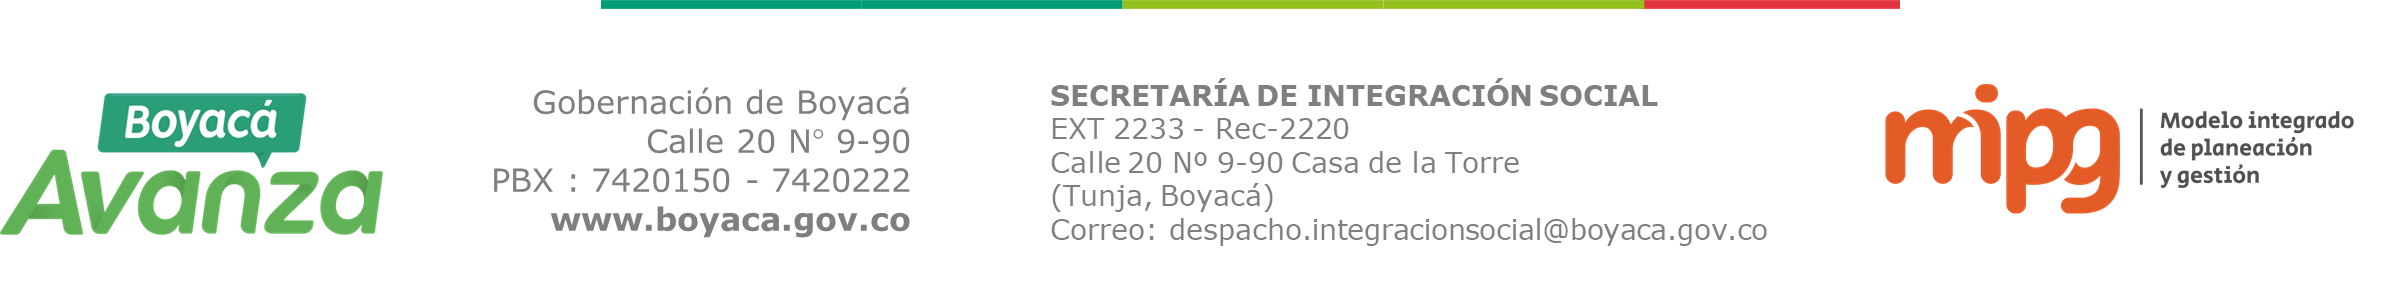 Boyacá
Avanza
Gobernación de Boyacá
Calle 20 N° 9-90
PBX : 7420150 - 7420222
www.boyaca.gov.co
SECRETARÍA DE INTEGRACIÓN SOCIAL
EXT 2233 - Rec-2220
Calle 20 Nº 9-90 Casa de la Torre
(Tunja, Boyacá)
Correo: despacho.integracionsocial@boyaca.gov.co
mipg
Modelo integrado
de planeación
y gestión